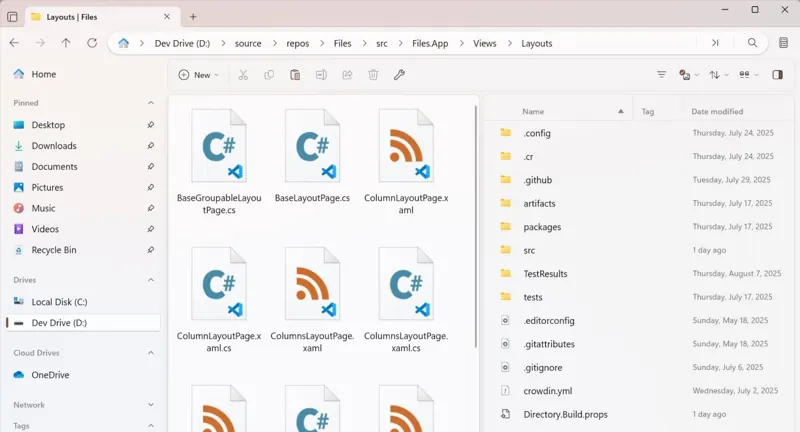 Layouts | Files
Dev Drive (D:) > source > repos > Files > src > Files.App > Views > Layouts
Home
New
Pinned
Desktop
Downloads
Documents
Pictures
Music
Videos
Recycle Bin
Drives
Local Disk (C:)
Dev Drive (D:)
Cloud Drives
OneDrive
Network
Tags
C#
C#
BaseGroupableLayou
tPage.cs
BaseLayoutPage.cs
ColumnLayoutPage.x
aml
C#
C#
ColumnLayoutPage.x
aml.cs
ColumnsLayoutPage.
xaml
ColumnsLayoutPage.
xaml.cs
C#
Name Tag Date modified
.config Thursday, July 24, 2025
.cr Thursday, July 24, 2025
.github Tuesday, July 29, 2025
artifacts Thursday, July 17, 2025
packages Thursday, July 17, 2025
src 1 day ago
TestResults Thursday, August 7, 2025
tests Thursday, July 17, 2025
.editorconfig Sunday, May 18, 2025
.gitattributes Sunday, May 18, 2025
.gitignore Sunday, July 6, 2025
crowdin.yml Wednesday, July 2, 2025
Directory.Build.props 1 day ago